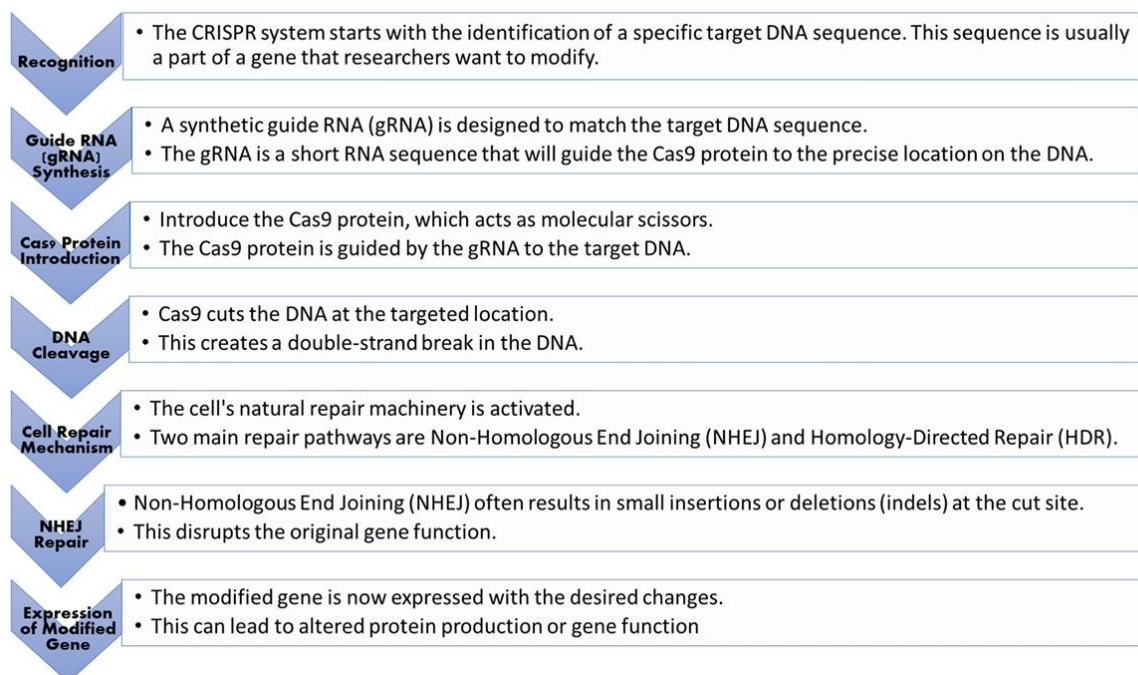 Recognition
• The CRISPR system starts with the identification of a specific target DNA sequence. This sequence is usually
a part of a gene that researchers want to modify.
Guide RNA
(gRNA)
Synthesis
• A synthetic guide RNA (gRNA) is designed to match the target DNA sequence.
• The gRNA is a short RNA sequence that will guide the Cas9 protein to the precise location on the DNA.
Cas9 Protein
Introduction
• Introduce the Cas9 protein, which acts as molecular scissors.
• The Cas9 protein is guided by the gRNA to the target DNA.
DNA
Cleavage
• Cas9 cuts the DNA at the targeted location.
• This creates a double-strand break in the DNA.
Cell Repair
Mechanism
• The cell's natural repair machinery is activated.
• Two main repair pathways are Non-Homologous End Joining (NHEJ) and Homology-Directed Repair (HDR).
NHEJ
Repair
• Non-Homologous End Joining (NHEJ) often results in small insertions or deletions (indels) at the cut site.
• This disrupts the original gene function.
Expression
of Modified
Gene
• The modified gene is now expressed with the desired changes.
• This can lead to altered protein production or gene function